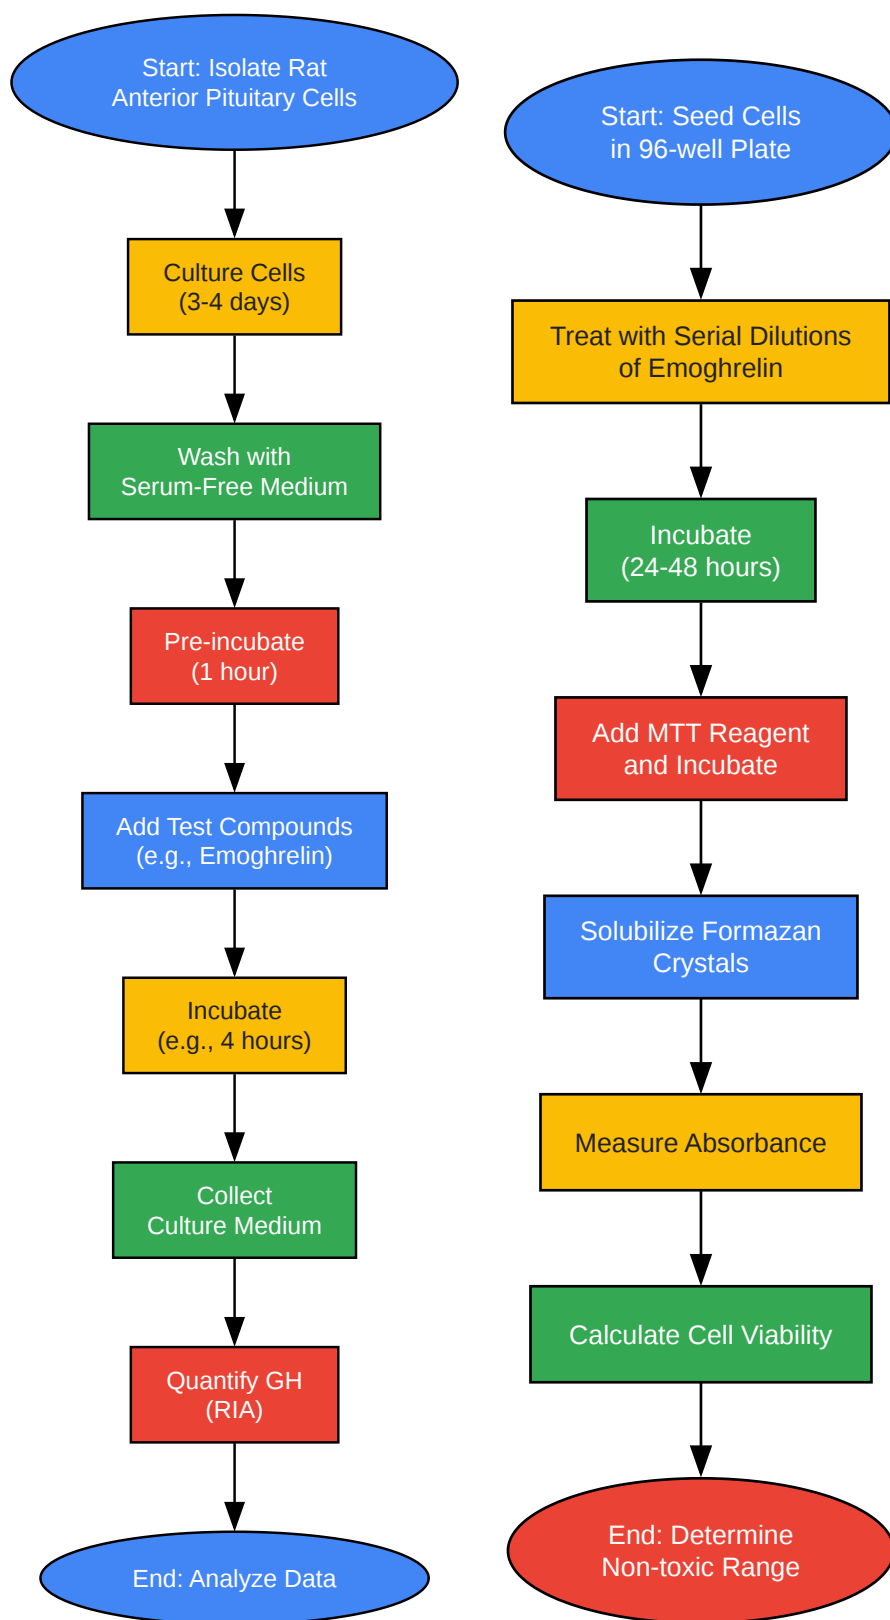 Start: Isolate Rat
Anterior Pituitary Cells
Culture Cells
(3-4 days)
Wash with
Serum-Free Medium
Pre-incubate
(1 hour)
Add Test Compounds
(e.g., Emoghrelin)
Incubate
(e.g., 4 hours)
Collect
Culture Medium
Quantify GH
(RIA)
End: Analyze Data
Start: Seed Cells
in 96-well Plate
Treat with Serial Dilutions
of Emoghrelin
Incubate
(24-48 hours)
Add MTT Reagent
and Incubate
Solubilize Formazan
Crystals
Measure Absorbance
Calculate Cell Viability
End: Determine
Non-toxic Range